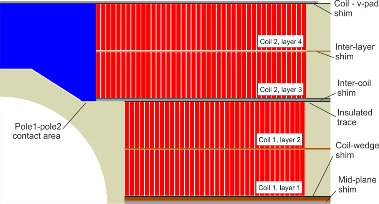 Coil - v-pad
shim
Coil 2, layer 4
Inter-layer
shim
Inter-coil
shim
Coil 2, layer 3
Insulated
trace
Pole1-pole2
contact area
Coil 1, layer 2
Coil-wedge
shim
Mid-plane
shim
Coil 1, layer 1